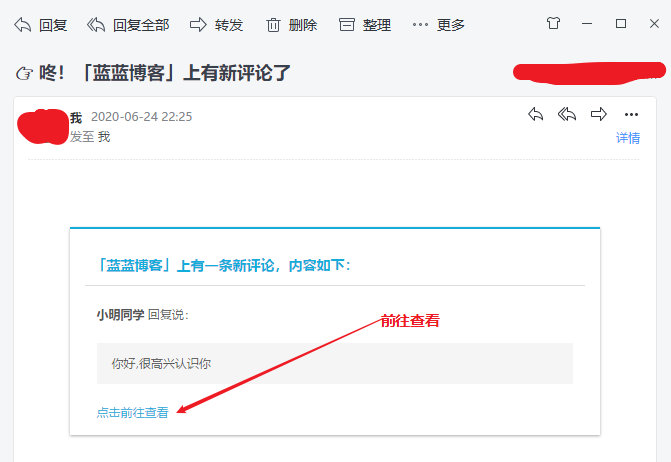 回复 回复全部 转发 删除 整理 更多
咚！「蓝蓝博客」上有新评论了
我 2020-06-24 22:25
发至 我
详情
「蓝蓝博客」上有一条新评论，内容如下：
小明同学 回复说：
前往查看
你好,很高兴认识你
点击前往查看